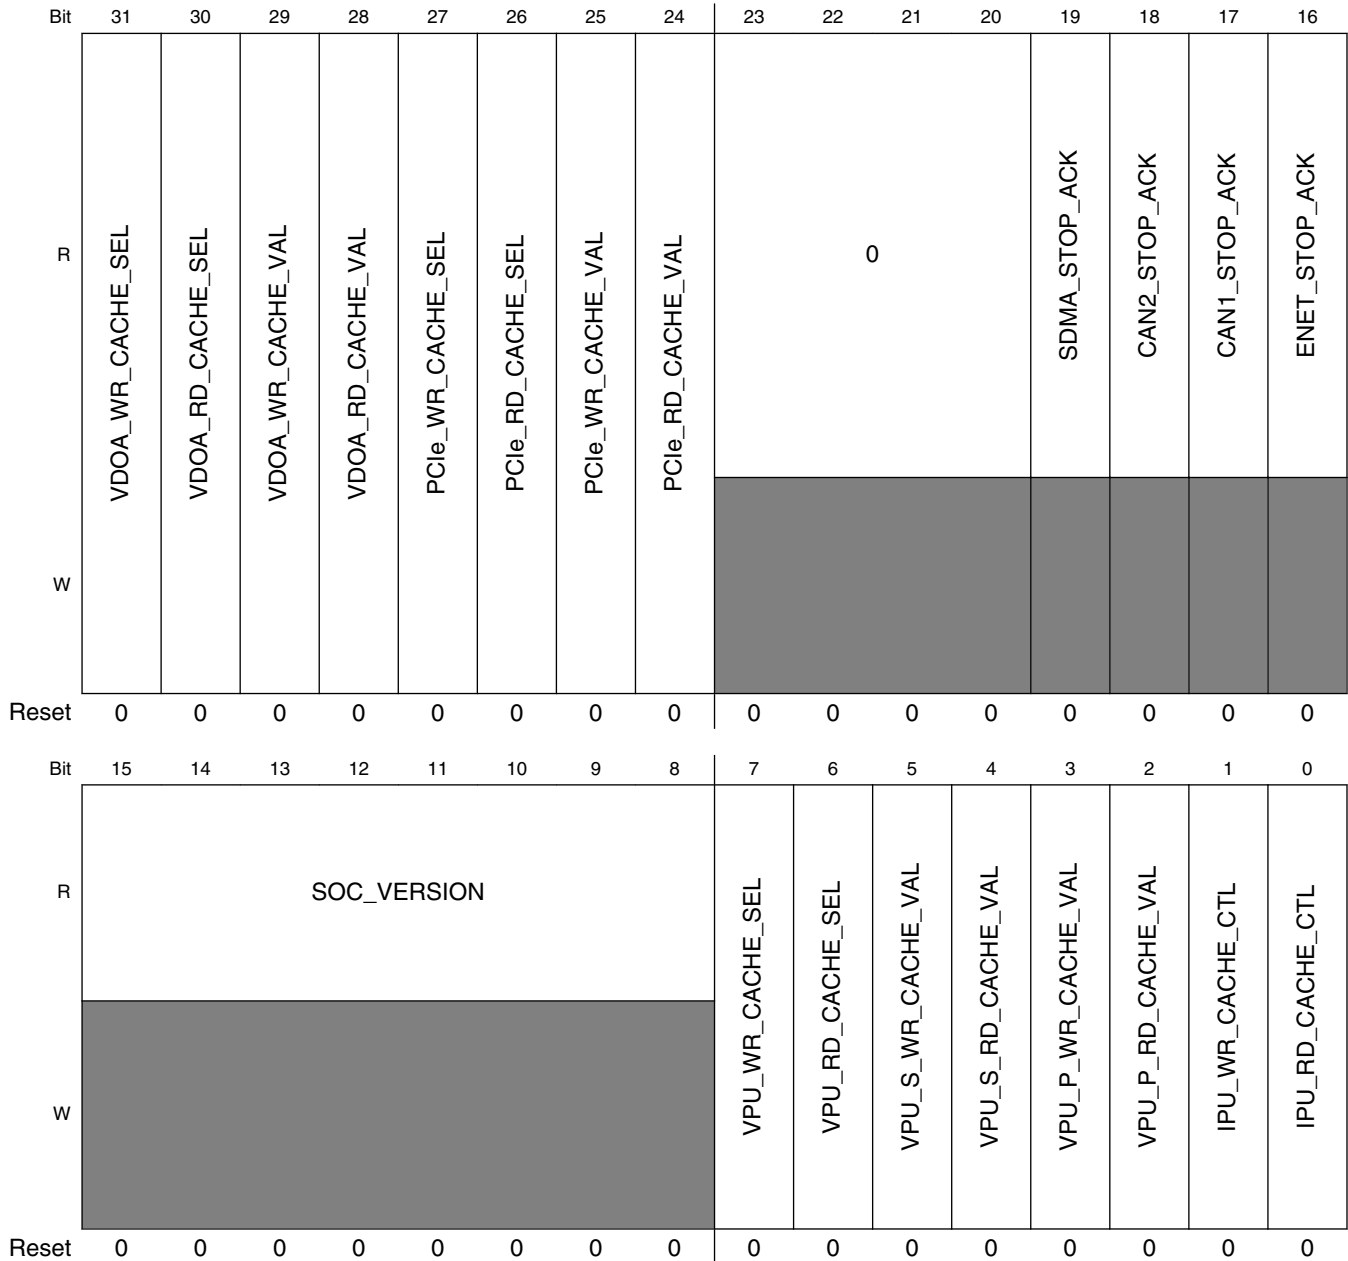 Bit 31 30 29 28 27 26 25 24 23 22 21 20 19 18 17 16
R VDOA_WR_CACHE_SEL VDOA_RD_CACHE_SEL VDOA_WR_CACHE_VAL VDOA_RD_CACHE_VAL PCIe_WR_CACHE_SEL PCIe_RD_CACHE_SEL PCIe_WR_CACHE_VAL PCIe_RD_CACHE_VAL 0 SDMA_STOP_ACK CAN2_STOP_ACK CAN1_STOP_ACK ENET_STOP_ACK
W
Reset 0 0 0 0 0 0 0 0 0 0 0 0 0 0 0 0
Bit 15 14 13 12 11 10 9 8 7 6 5 4 3 2 1 0
R SOC_VERSION VPU_WR_CACHE_SEL VPU_RD_CACHE_SEL VPU_S_WR_CACHE_VAL VPU_S_RD_CACHE_VAL VPU_P_WR_CACHE_VAL VPU_P_RD_CACHE_VAL IPU_WR_CACHE_CTL IPU_RD_CACHE_CTL
W
Reset 0 0 0 0 0 0 0 0 0 0 0 0 0 0 0 0